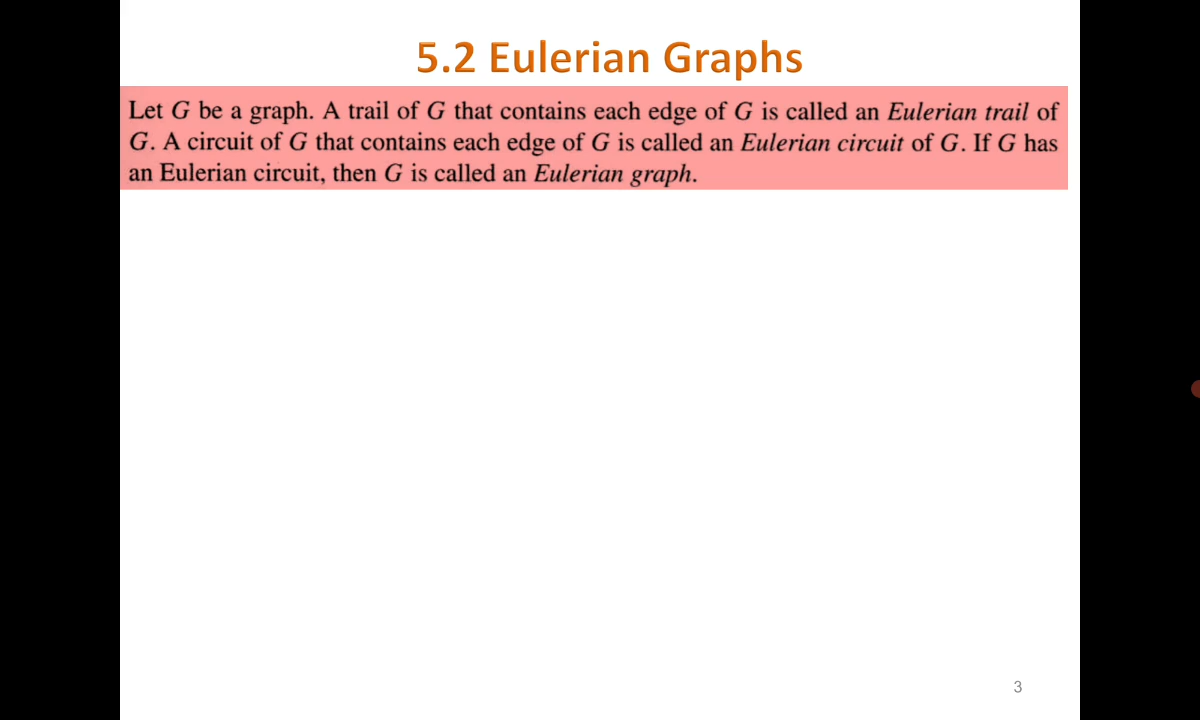 5.2 Eulerian Graphs
Let G be a graph. A trail of G that contains each edge of G is called an Eulerian trail of
G. A circuit of G that contains each edge of G is called an Eulerian circuit of G. If G has
an Eulerian circuit, then G is called an Eulerian graph.
3